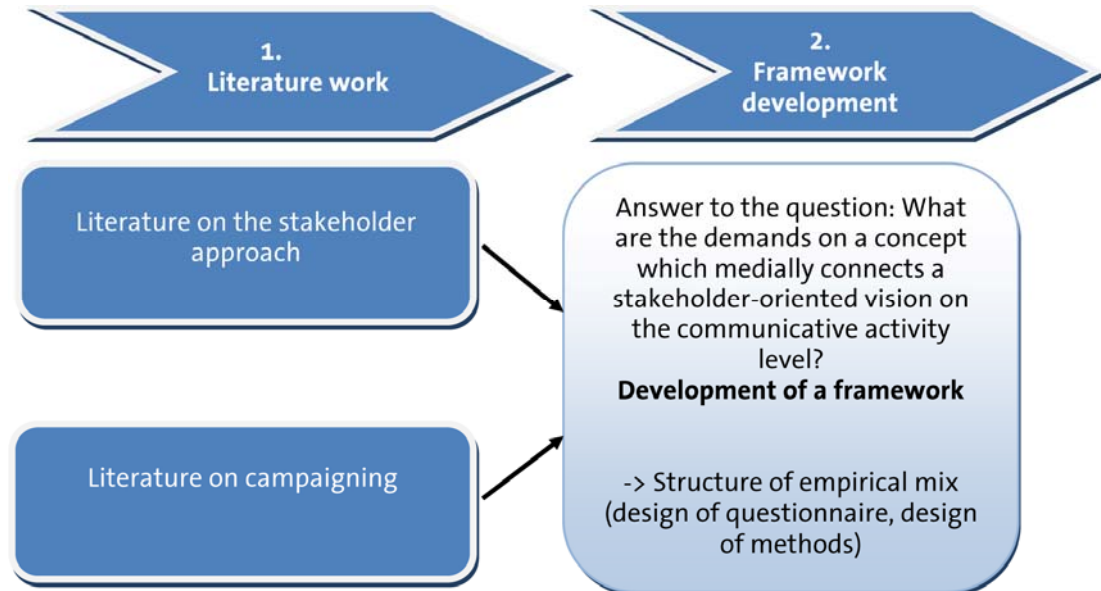 1.
Literature work
2.
Framework
development
Literature on the stakeholder
approach
Literature on campaigning
Answer to the question: What
are the demands on a concept
which medially connects a
stakeholder-oriented vision on
the communicative activity
level?
Development of a framework
-> Structure of empirical mix
(design of questionnaire, design
of methods)